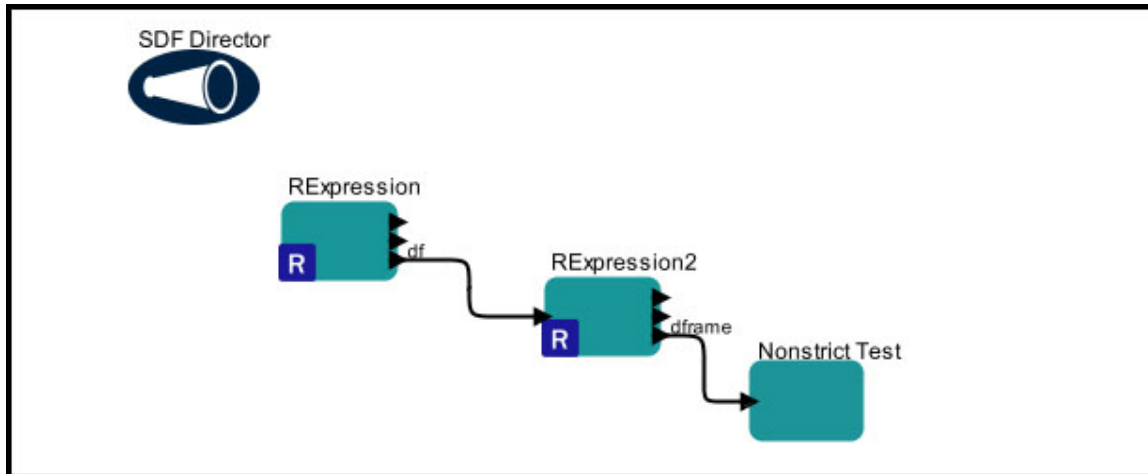 SDF Director
RExpression
df
R
RExpression2
dframe
R
Nonstrict Test